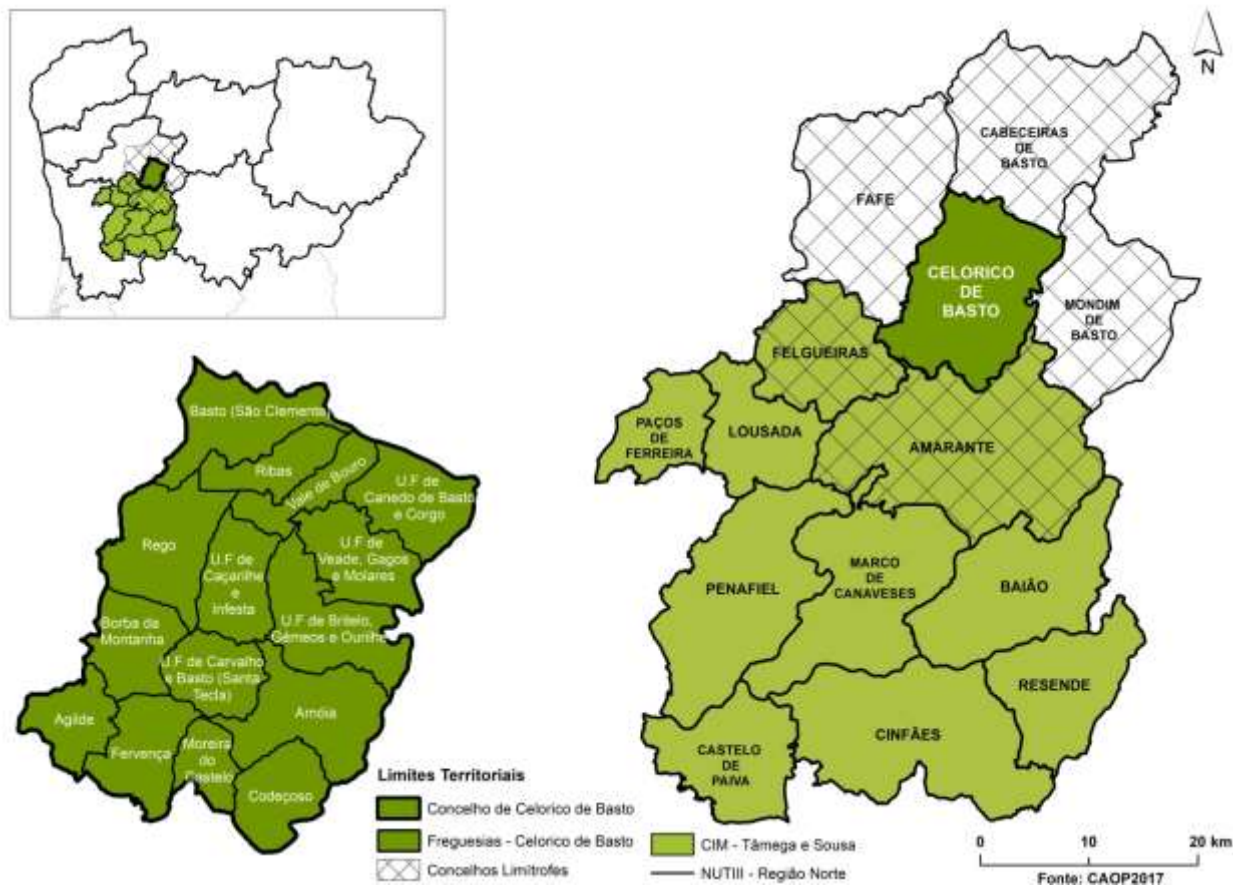 N
CABECEIRAS
DE
BASTO
FAFE
CELORICO
DE
BASTO
MONDIM
DE
BASTO
FELGUEIRAS
PAÇOS
DE
FERREIRA
LOUSADA
AMARANTE
PENAFIEL
MARCO
DE
CANAVESES
BAIÃO
RESENDE
CINFÃES
CASTELO
DE
PAIVA
Basto (São Clemente)
Ribas
Vale de Bouro
U.F de
Canedo de Basto
e Corgo
Rego
U.F de
Caçarilhe
e
Infesta
U.F de
Veade, Gagos
e Molares
Borba da
Montanha
U.F de Britelo,
Gémeos e Ourilhe
U.F de Carvalho
e Basto (Santa
Tecla)
Agilde
Arnóia
Fervença
Moreira
do
Castelo
Codeçoso
Limites Territoriais
Concelho de Celorico de Basto
Freguesias - Celorico de Basto
Concelhos Limítrofes
CIM - Tâmega e Sousa
NUTIII - Região Norte
0 10 20 km
Fonte: CAOP2017